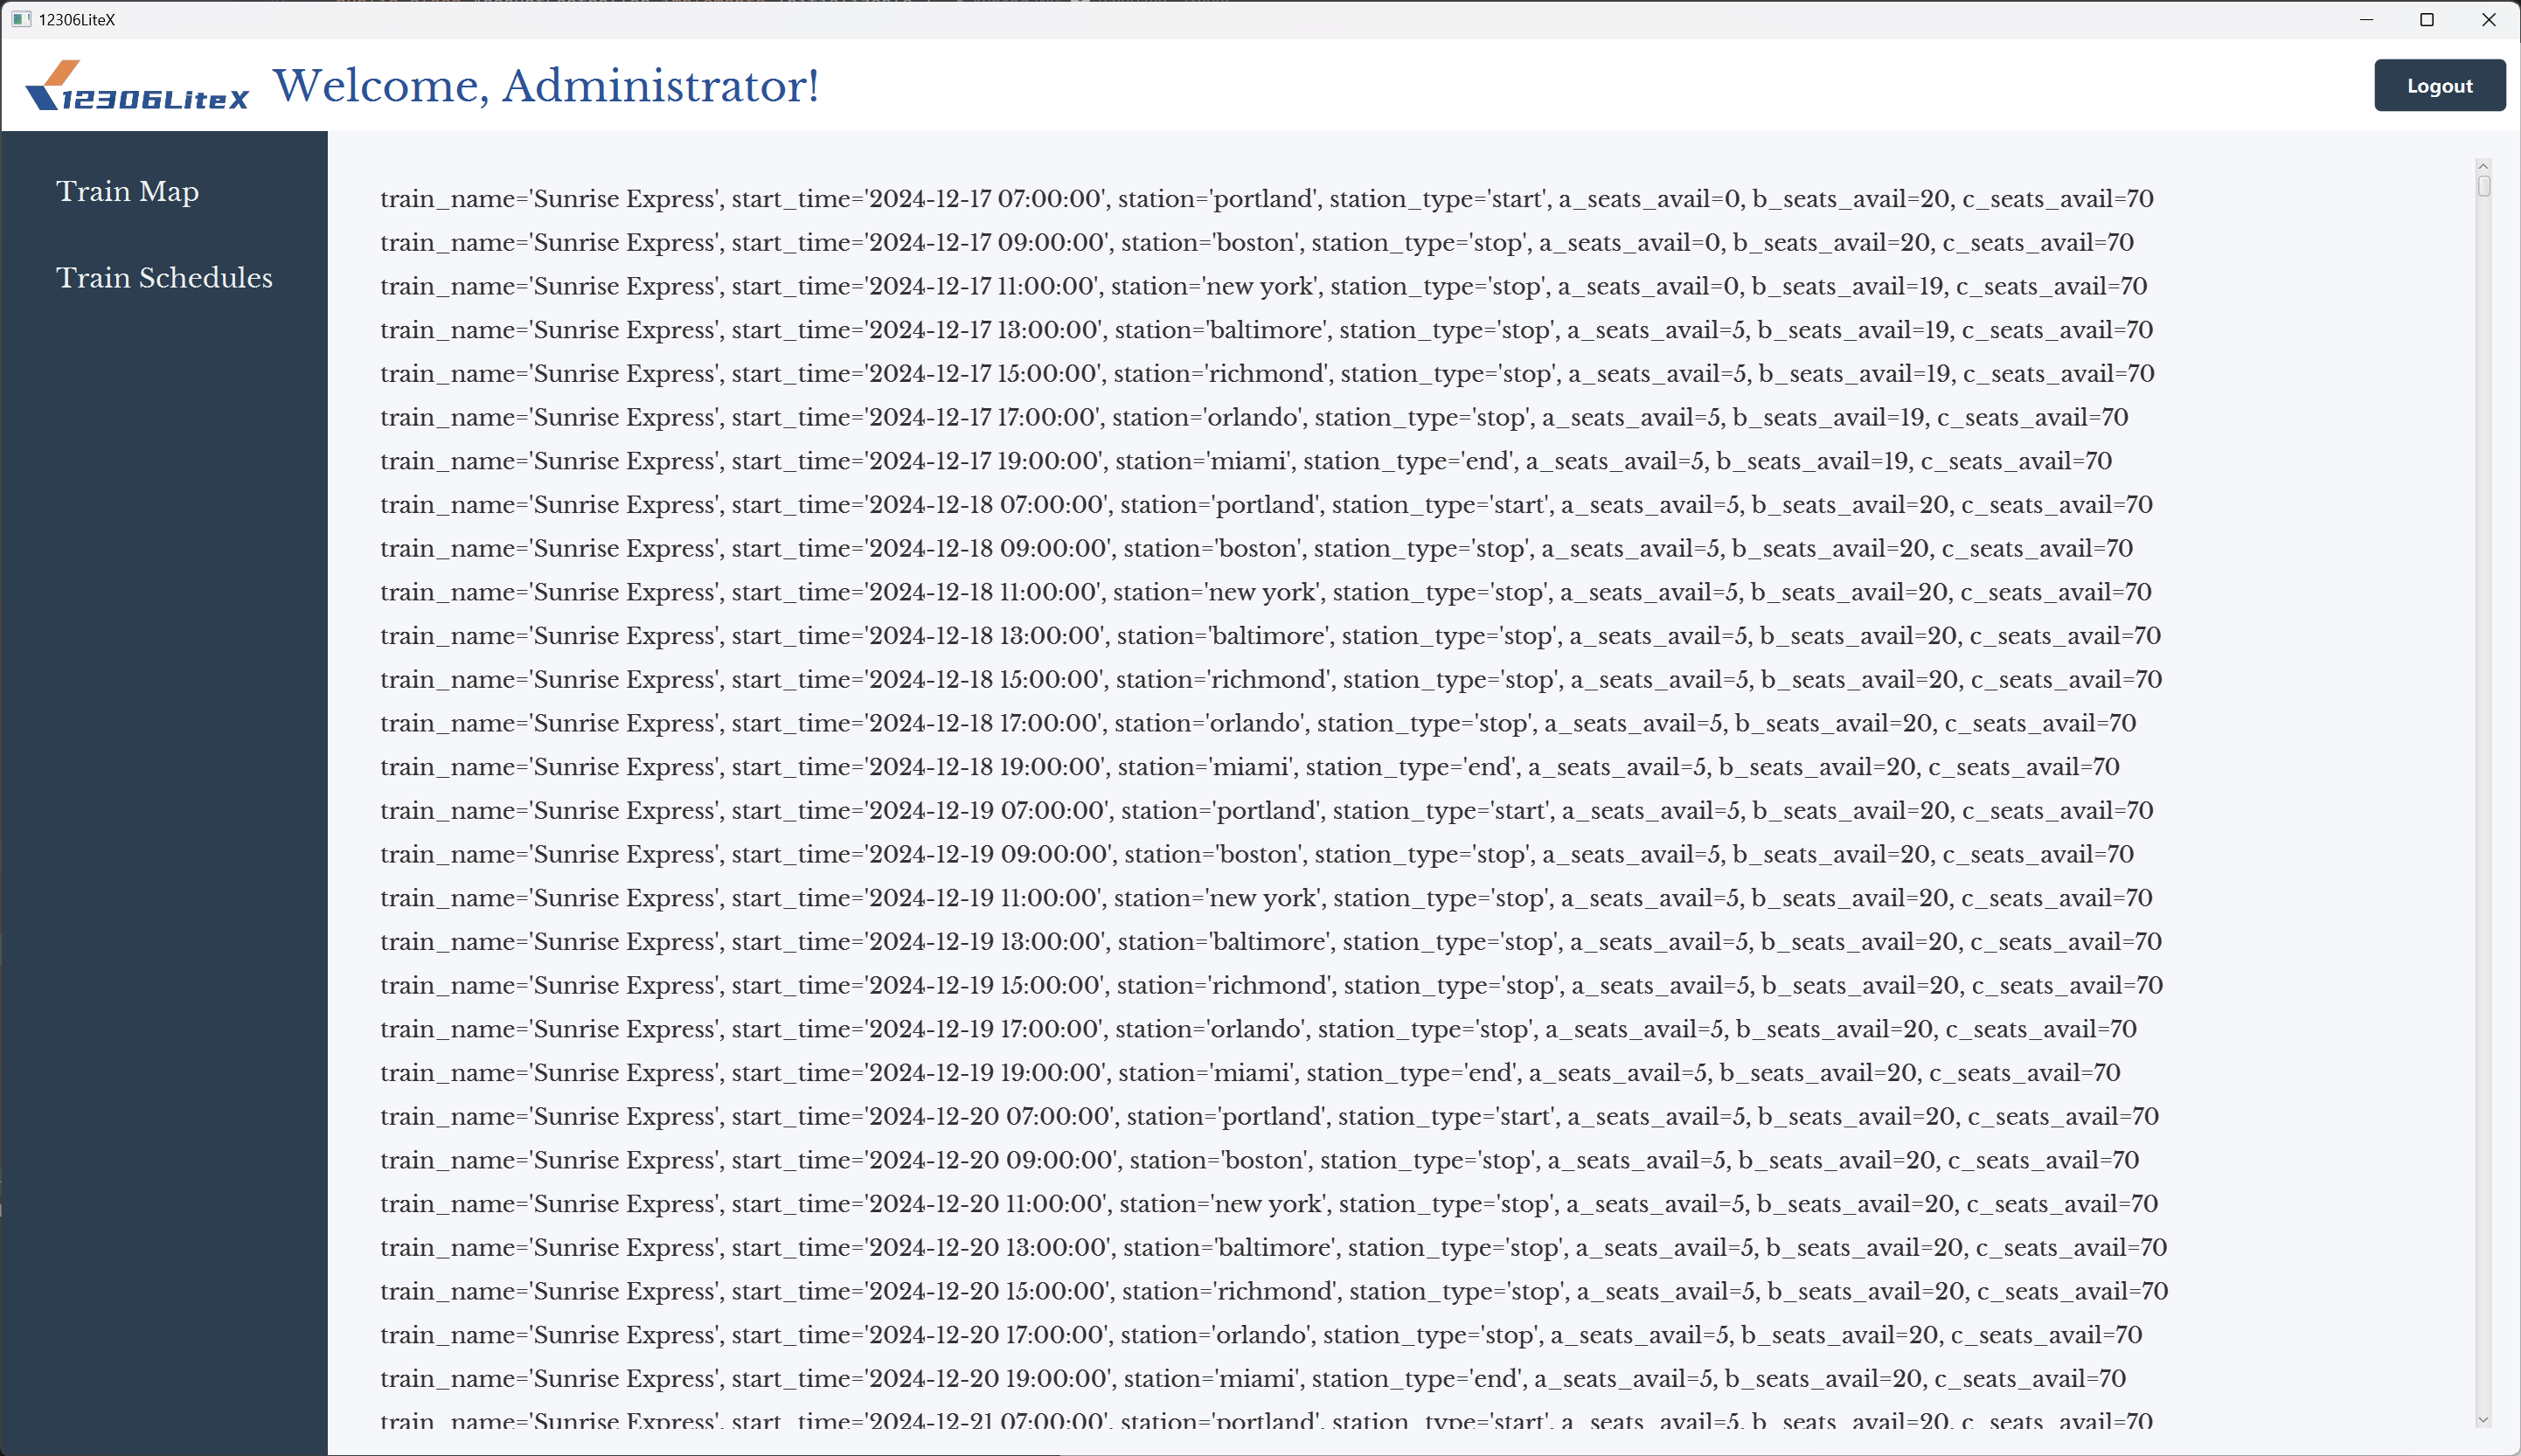 12306LiteX
12306LiteX
Welcome, Administrator!
Logout
Train Map
Train Schedules
train_name='Sunrise Express', start_time='2024-12-17 07:00:00', station='portland', station_type='start', a_seats_avail=0, b_seats_avail=20, c_seats_avail=70
train_name='Sunrise Express', start_time='2024-12-17 09:00:00', station='boston', station_type='stop', a_seats_avail=0, b_seats_avail=20, c_seats_avail=70
train_name='Sunrise Express', start_time='2024-12-17 11:00:00', station='new york', station_type='stop', a_seats_avail=0, b_seats_avail=19, c_seats_avail=70
train_name='Sunrise Express', start_time='2024-12-17 13:00:00', station='baltimore', station_type='stop', a_seats_avail=5, b_seats_avail=19, c_seats_avail=70
train_name='Sunrise Express', start_time='2024-12-17 15:00:00', station='richmond', station_type='stop', a_seats_avail=5, b_seats_avail=19, c_seats_avail=70
train_name='Sunrise Express', start_time='2024-12-17 17:00:00', station='orlando', station_type='stop', a_seats_avail=5, b_seats_avail=19, c_seats_avail=70
train_name='Sunrise Express', start_time='2024-12-17 19:00:00', station='miami', station_type='end', a_seats_avail=5, b_seats_avail=19, c_seats_avail=70
train_name='Sunrise Express', start_time='2024-12-18 07:00:00', station='portland', station_type='start', a_seats_avail=5, b_seats_avail=20, c_seats_avail=70
train_name='Sunrise Express', start_time='2024-12-18 09:00:00', station='boston', station_type='stop', a_seats_avail=5, b_seats_avail=20, c_seats_avail=70
train_name='Sunrise Express', start_time='2024-12-18 11:00:00', station='new york', station_type='stop', a_seats_avail=5, b_seats_avail=20, c_seats_avail=70
train_name='Sunrise Express', start_time='2024-12-18 13:00:00', station='baltimore', station_type='stop', a_seats_avail=5, b_seats_avail=20, c_seats_avail=70
train_name='Sunrise Express', start_time='2024-12-18 15:00:00', station='richmond', station_type='stop', a_seats_avail=5, b_seats_avail=20, c_seats_avail=70
train_name='Sunrise Express', start_time='2024-12-18 17:00:00', station='orlando', station_type='stop', a_seats_avail=5, b_seats_avail=20, c_seats_avail=70
train_name='Sunrise Express', start_time='2024-12-18 19:00:00', station='miami', station_type='end', a_seats_avail=5, b_seats_avail=20, c_seats_avail=70
train_name='Sunrise Express', start_time='2024-12-19 07:00:00', station='portland', station_type='start', a_seats_avail=5, b_seats_avail=20, c_seats_avail=70
train_name='Sunrise Express', start_time='2024-12-19 09:00:00', station='boston', station_type='stop', a_seats_avail=5, b_seats_avail=20, c_seats_avail=70
train_name='Sunrise Express', start_time='2024-12-19 11:00:00', station='new york', station_type='stop', a_seats_avail=5, b_seats_avail=20, c_seats_avail=70
train_name='Sunrise Express', start_time='2024-12-19 13:00:00', station='baltimore', station_type='stop', a_seats_avail=5, b_seats_avail=20, c_seats_avail=70
train_name='Sunrise Express', start_time='2024-12-19 15:00:00', station='richmond', station_type='stop', a_seats_avail=5, b_seats_avail=20, c_seats_avail=70
train_name='Sunrise Express', start_time='2024-12-19 17:00:00', station='orlando', station_type='stop', a_seats_avail=5, b_seats_avail=20, c_seats_avail=70
train_name='Sunrise Express', start_time='2024-12-19 19:00:00', station='miami', station_type='end', a_seats_avail=5, b_seats_avail=20, c_seats_avail=70
train_name='Sunrise Express', start_time='2024-12-20 07:00:00', station='portland', station_type='start', a_seats_avail=5, b_seats_avail=20, c_seats_avail=70
train_name='Sunrise Express', start_time='2024-12-20 09:00:00', station='boston', station_type='stop', a_seats_avail=5, b_seats_avail=20, c_seats_avail=70
train_name='Sunrise Express', start_time='2024-12-20 11:00:00', station='new york', station_type='stop', a_seats_avail=5, b_seats_avail=20, c_seats_avail=70
train_name='Sunrise Express', start_time='2024-12-20 13:00:00', station='baltimore', station_type='stop', a_seats_avail=5, b_seats_avail=20, c_seats_avail=70
train_name='Sunrise Express', start_time='2024-12-20 15:00:00', station='richmond', station_type='stop', a_seats_avail=5, b_seats_avail=20, c_seats_avail=70
train_name='Sunrise Express', start_time='2024-12-20 17:00:00', station='orlando', station_type='stop', a_seats_avail=5, b_seats_avail=20, c_seats_avail=70
train_name='Sunrise Express', start_time='2024-12-20 19:00:00', station='miami', station_type='end', a_seats_avail=5, b_seats_avail=20, c_seats_avail=70
train_name='Sunrise Express', start_time='2024-12-21 07:00:00', station='portland', station_type='start', a_seats_avail=5, b_seats_avail=20, c_seats_avail=70